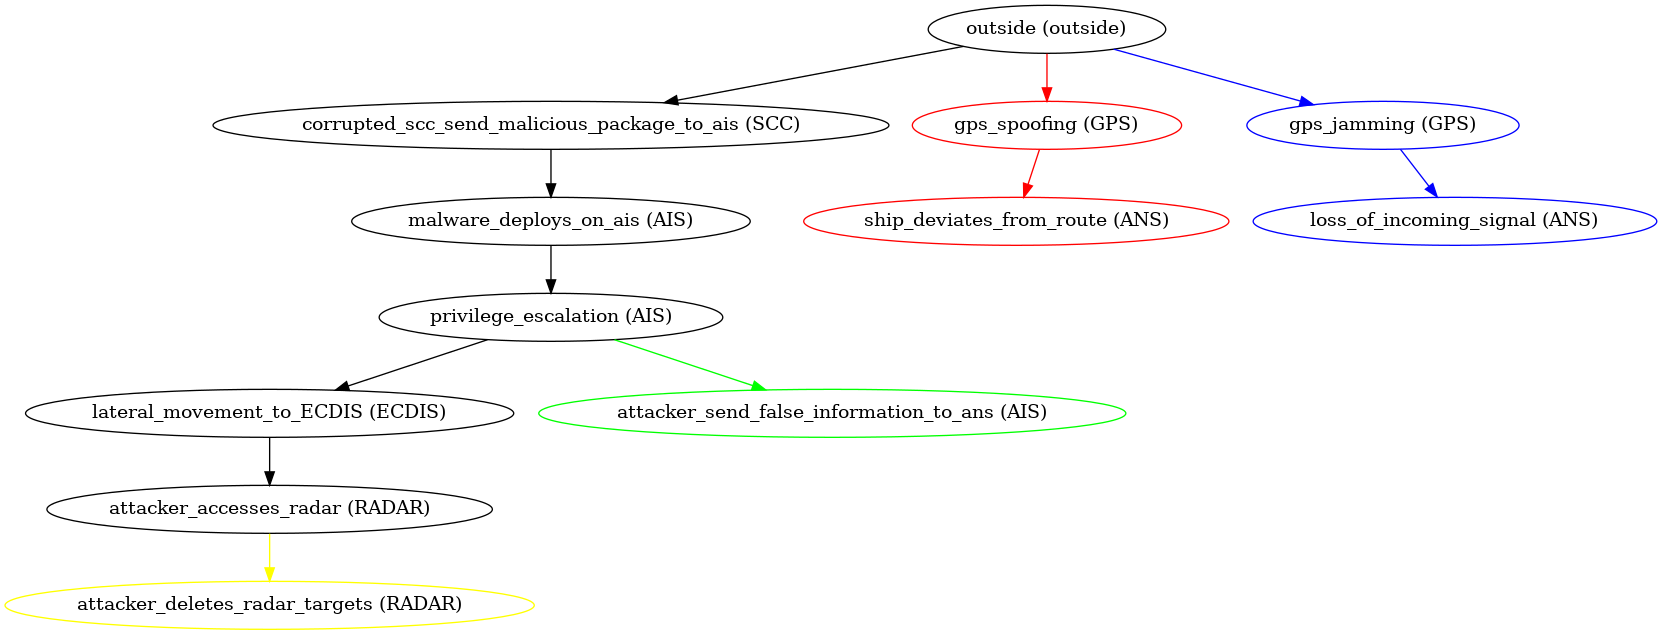 outside (outside)
corrupted_scc_send_malicious_package_to_ais (SCC)
gps_spoofing (GPS)
gps_jamming (GPS)
malware_deploys_on_ais (AIS)
ship_deviates_from_route (ANS)
loss_of_incoming_signal (ANS)
privilege_escalation (AIS)
lateral_movement_to_ECDIS (ECDIS)
attacker_send_false_information_to_ans (AIS)
attacker_accesses_radar (RADAR)
attacker_deletes_radar_targets (RADAR)